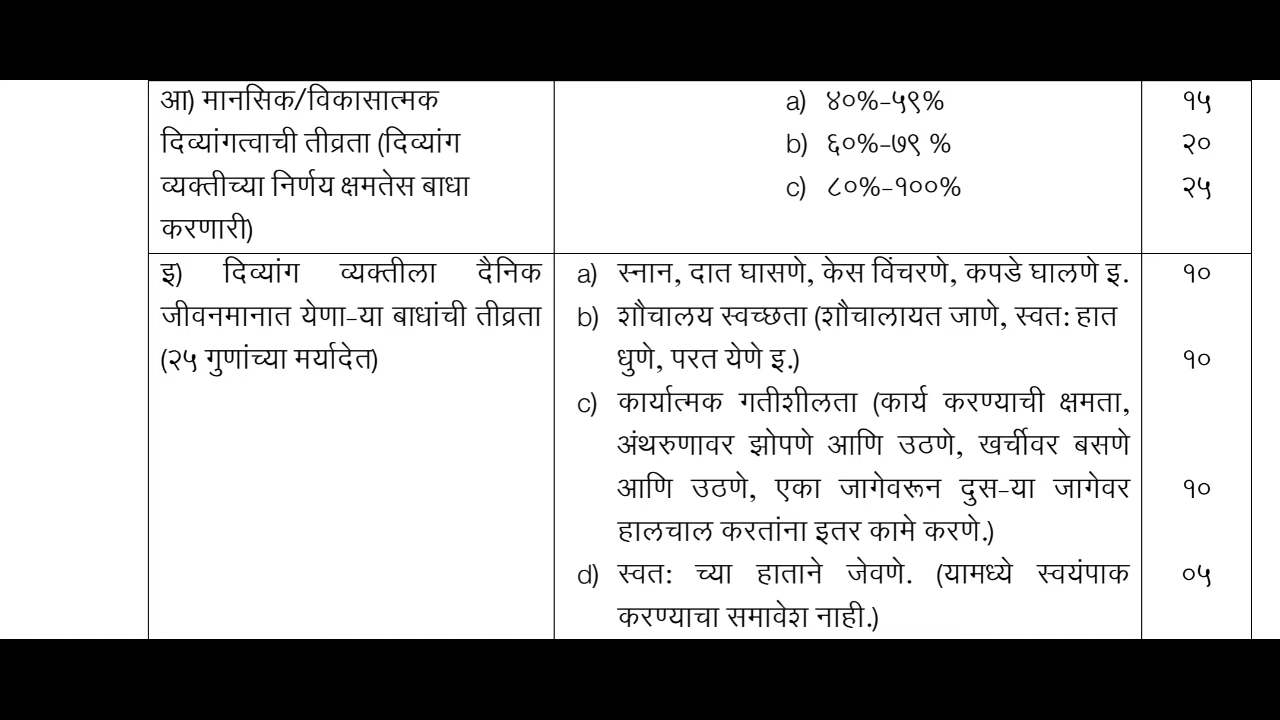 आ) मानसिक/विकासात्मक
दिव्यांगत्वाची तीव्रता (दिव्यांग
व्यक्तीच्या निर्णय क्षमतेस बाधा
करणारी)
a) ४०%-५९% १५
b) ६०%-७९ % २०
c) ८०%-१००% २५
इ) दिव्यांग व्यक्तीला दैनिक
जीवनमानात येणा-या बाधांची तीव्रता
(२५ गुणांच्या मर्यादेत)
a) स्नान, दात घासणे, केस विंचरणे, कपडे घालणे इ. १०
b) शौचालय स्वच्छता (शौचालायत जाणे, स्वत: हात
धुणे, परत येणे इ.) १०
c) कार्यात्मक गतीशीलता (कार्य करण्याची क्षमता,
अंथरुणावर झोपणे आणि उठणे, खर्चीवर बसणे
आणि उठणे, एका जागेवरून दुस-या जागेवर १०
हालचाल करतांना इतर कामे करणे.)
d) स्वत: च्या हाताने जेवणे. (यामध्ये स्वयंपाक ०५
करण्याचा समावेश नाही.)